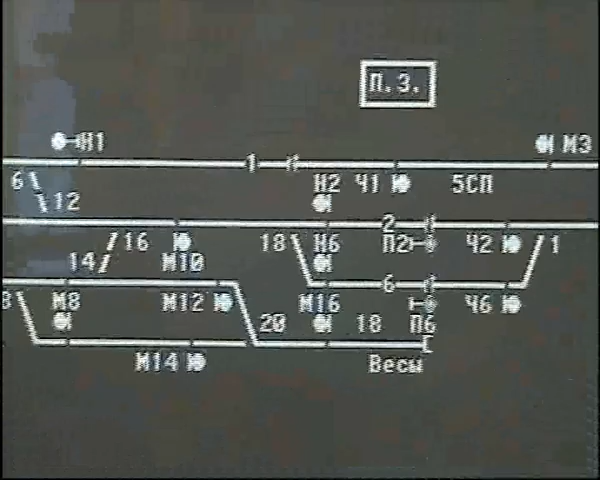 П.З.
Н1 М3
1
6 Н2 Ч1 5СП
12
2
16 18 Н6 П2 Ч2 1
14 М10
6
М8 М12 М16 Ч6
20 18 П6
М14 Весы